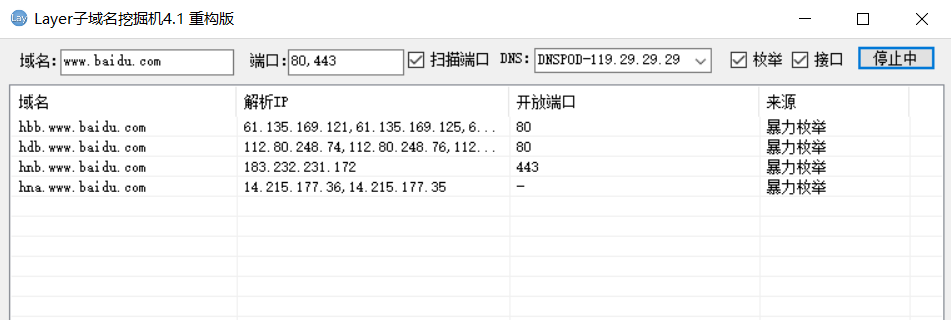 Lay Layer子域名挖掘机4.1 重构版
域名: www.baidu.com 端口: 80,443 扫描端口 DNS: DNSPOD-119.29.29.29 枚举 接口 停止中
域名 解析IP 开放端口 来源
hbb.www.baidu.com 61.135.169.121,61.135.169.125,6... 80 暴力枚举
hdb.www.baidu.com 112.80.248.74,112.80.248.76,112... 80 暴力枚举
hnb.www.baidu.com 183.232.231.172 443 暴力枚举
hna.www.baidu.com 14.215.177.36,14.215.177.35 - 暴力枚举